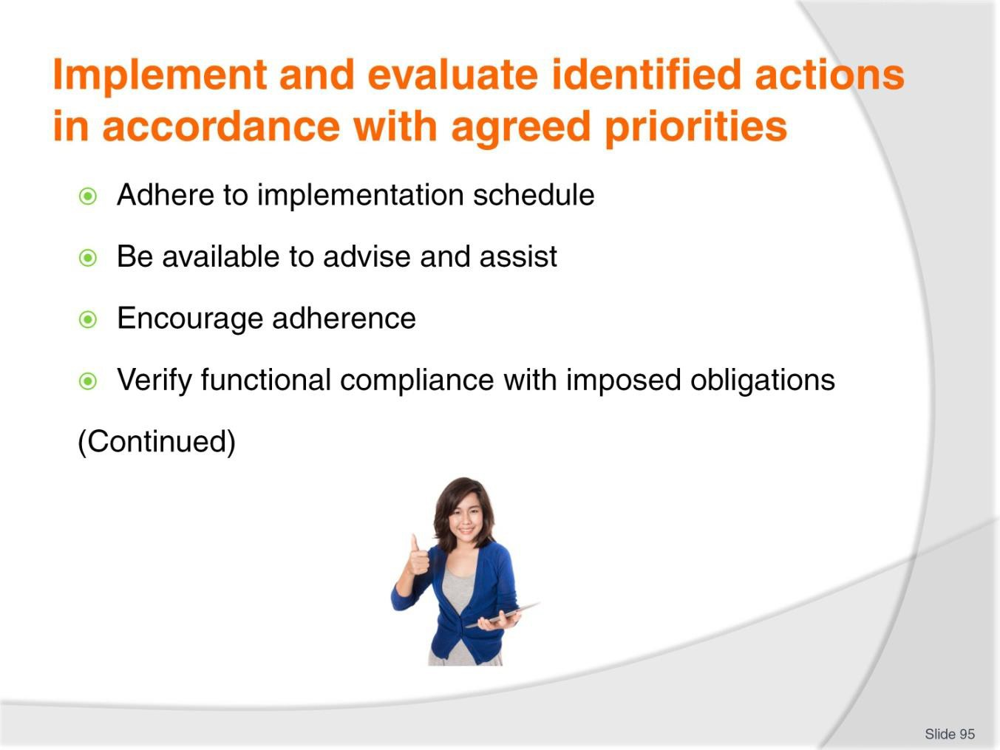 Implement and evaluate identified actions
in accordance with agreed priorities
Adhere to implementation schedule
Be available to advise and assist
Encourage adherence
Verify functional compliance with imposed obligations
(Continued)
Slide 95